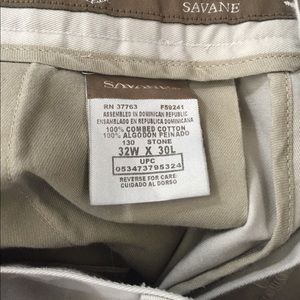 SAVANE
SAVANE
RN 37763 F59241
ASSEMBLED IN DOMINICAN REPUBLIC
ENSAMBLADO EN REPUBLICA DOMINICANA
100% COMBED COTTON
100% ALGODON PEINADO
130 STONE
32W X 30L
UPC
053473795324
REVERSE FOR CARE
CUIDADO AL DORSO